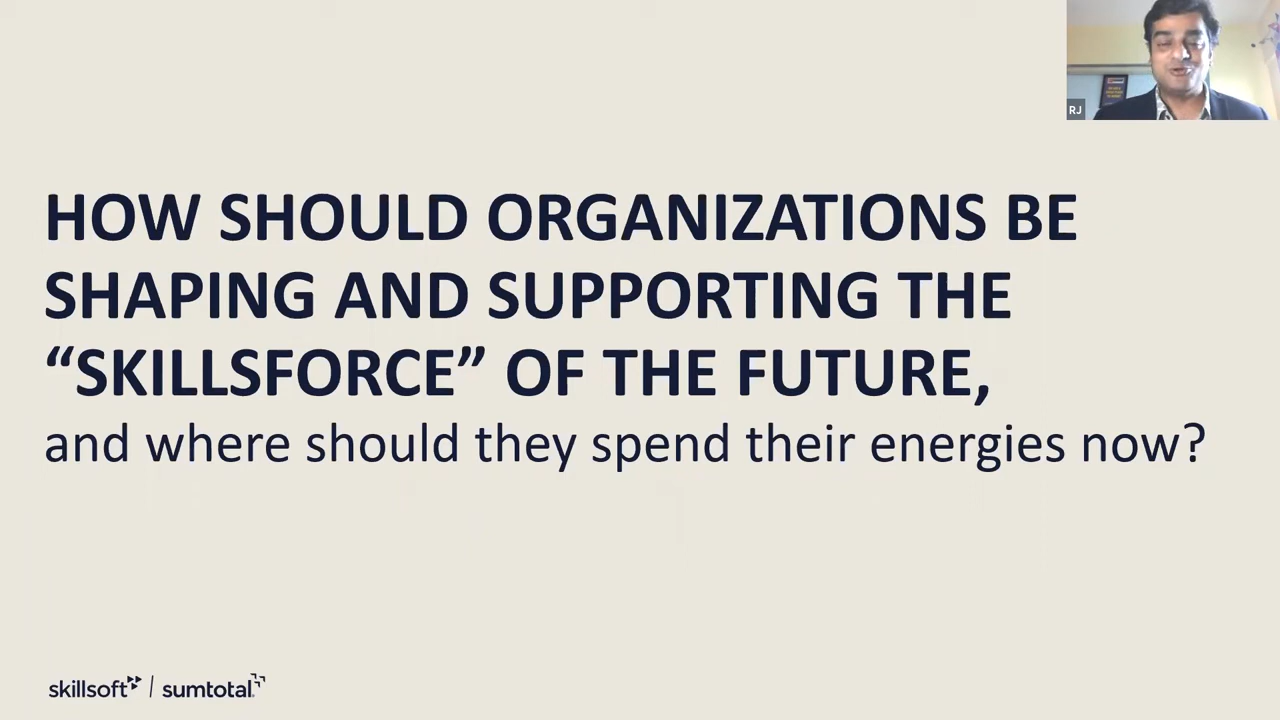 RJ
HOW SHOULD ORGANIZATIONS BE
SHAPING AND SUPPORTING THE
“SKILLSFORCE” OF THE FUTURE,
and where should they spend their energies now?
skillsoft | sumtotal